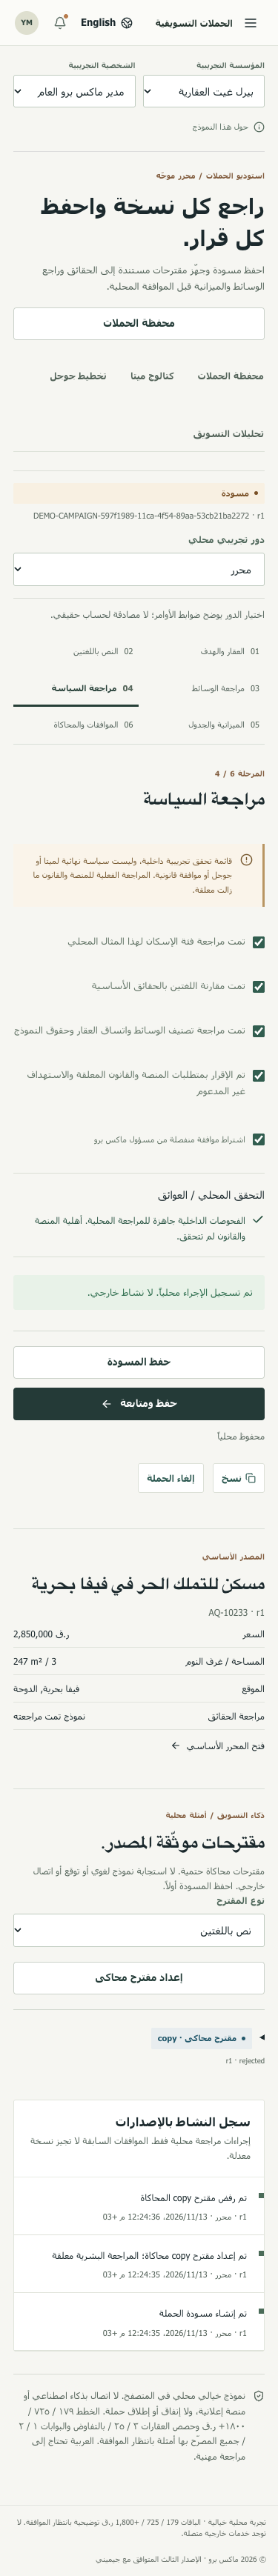 الحملات التسويقية
English
YM
المؤسسة التجريبية
الشخصية التجريبية
بيرل غيت العقارية
مدير ماكس برو العام
حول هذا النموذج
استوديو الحملات / محرر موجّه
راجع كل نسخة واحفظ
كل قرار.
احفظ مسودة وجهّز مقترحات مستندة إلى الحقائق وراجع
الوسائط والميزانية قبل الموافقة المحلية.
محفظة الحملات
محفظة الحملات
كتالوج ميتا
تخطيط جوجل
تحليلات التسويق
مسودة
DEMO-CAMPAIGN-597f1989-11ca-4f54-89aa-53cb21ba2272 · r1
دور تجريبي محلي
محرر
اختيار الدور يوضح ضوابط الأوامر؛ لا مصادقة لحساب حقيقي.
01 العقار والهدف
02 النص باللغتين
03 مراجعة الوسائط
04 مراجعة السياسة
05 الميزانية والجدول
06 الموافقات والمحاكاة
المرحلة 6 / 4
مراجعة السياسة
قائمة تحقق تجريبية داخلية، وليست سياسة نهائية لميتا أو
جوجل أو موافقة قانونية. المراجعة الفعلية للمنصة والقانون ما
زالت معلقة.
تمت مراجعة فئة الإسكان لهذا المثال المحلي
تمت مقارنة اللغتين بالحقائق الأساسية
تمت مراجعة تصنيف الوسائط واتساق العقار وحقوق النموذج
تم الإقرار بمتطلبات المنصة والقانون المعلقة والاستهداف
غير المدعوم
اشتراط موافقة منفصلة من مسؤول ماكس برو
التحقق المحلي / العوائق
الفحوصات الداخلية جاهزة للمراجعة المحلية. أهلية المنصة
والقانون لم تتحقق.
تم تسجيل الإجراء محلياً. لا نشاط خارجي.
حفظ المسودة
حفظ ومتابعة
محفوظ محلياً
نسخ
إلغاء الحملة
المصدر الأساسي
مسكن للتملك الحر في فيفا بحرية
AQ-10233 · r1
السعر
ر.ق 2,850,000
المساحة / غرف النوم
247 m² / 3
الموقع
فيفا بحرية, الدوحة
مراجعة الحقائق
نموذج تمت مراجعته
فتح المحرر الأساسي
ذكاء التسويق / أمثلة محلية
مقترحات موثّقة المصدر.
مقترحات محاكاة حتمية. لا استجابة نموذج لغوي أو توقع أو اتصال
خارجي. احفظ المسودة أولاً.
نوع المقترح
نص باللغتين
إعداد مقترح محاكى
مقترح محاكى · copy
r1 · rejected
سجل النشاط بالإصدارات
إجراءات مراجعة محلية فقط. الموافقات السابقة لا تجيز نسخة
معدلة.
تم رفض مقترح copy المحاكاة
r1 · محرر · 2026/11/13، 12:24:36 م +03
تم إعداد مقترح copy محاكاة؛ المراجعة البشرية معلقة
r1 · محرر · 2026/11/13، 12:24:35 م +03
تم إنشاء مسودة الحملة
r1 · محرر · 2026/11/13، 12:24:35 م +03
نموذج خيالي محلي في المتصفح. لا اتصال بذكاء اصطناعي أو
منصة إعلانية، ولا إنفاق أو إطلاق حملة. الخطط ١٧٩ / ٧٢٥ /
١٨٠٠+ ر.ق وحصص العقارات ٣ / ٢٥ / بالتفاوض والبوابات ١ / ٢
/ جميع المصرّح بها أمثلة بانتظار الموافقة. العربية تحتاج إلى
مراجعة مهنية.
تجربة محلية خيالية · الباقات 179 / 725 / +1,800 ر.ق توضيحية بانتظار الموافقة. لا
توجد خدمات خارجية متصلة.
© 2026 ماكس برو · الإصدار الثالث المتوافق مع جيميني